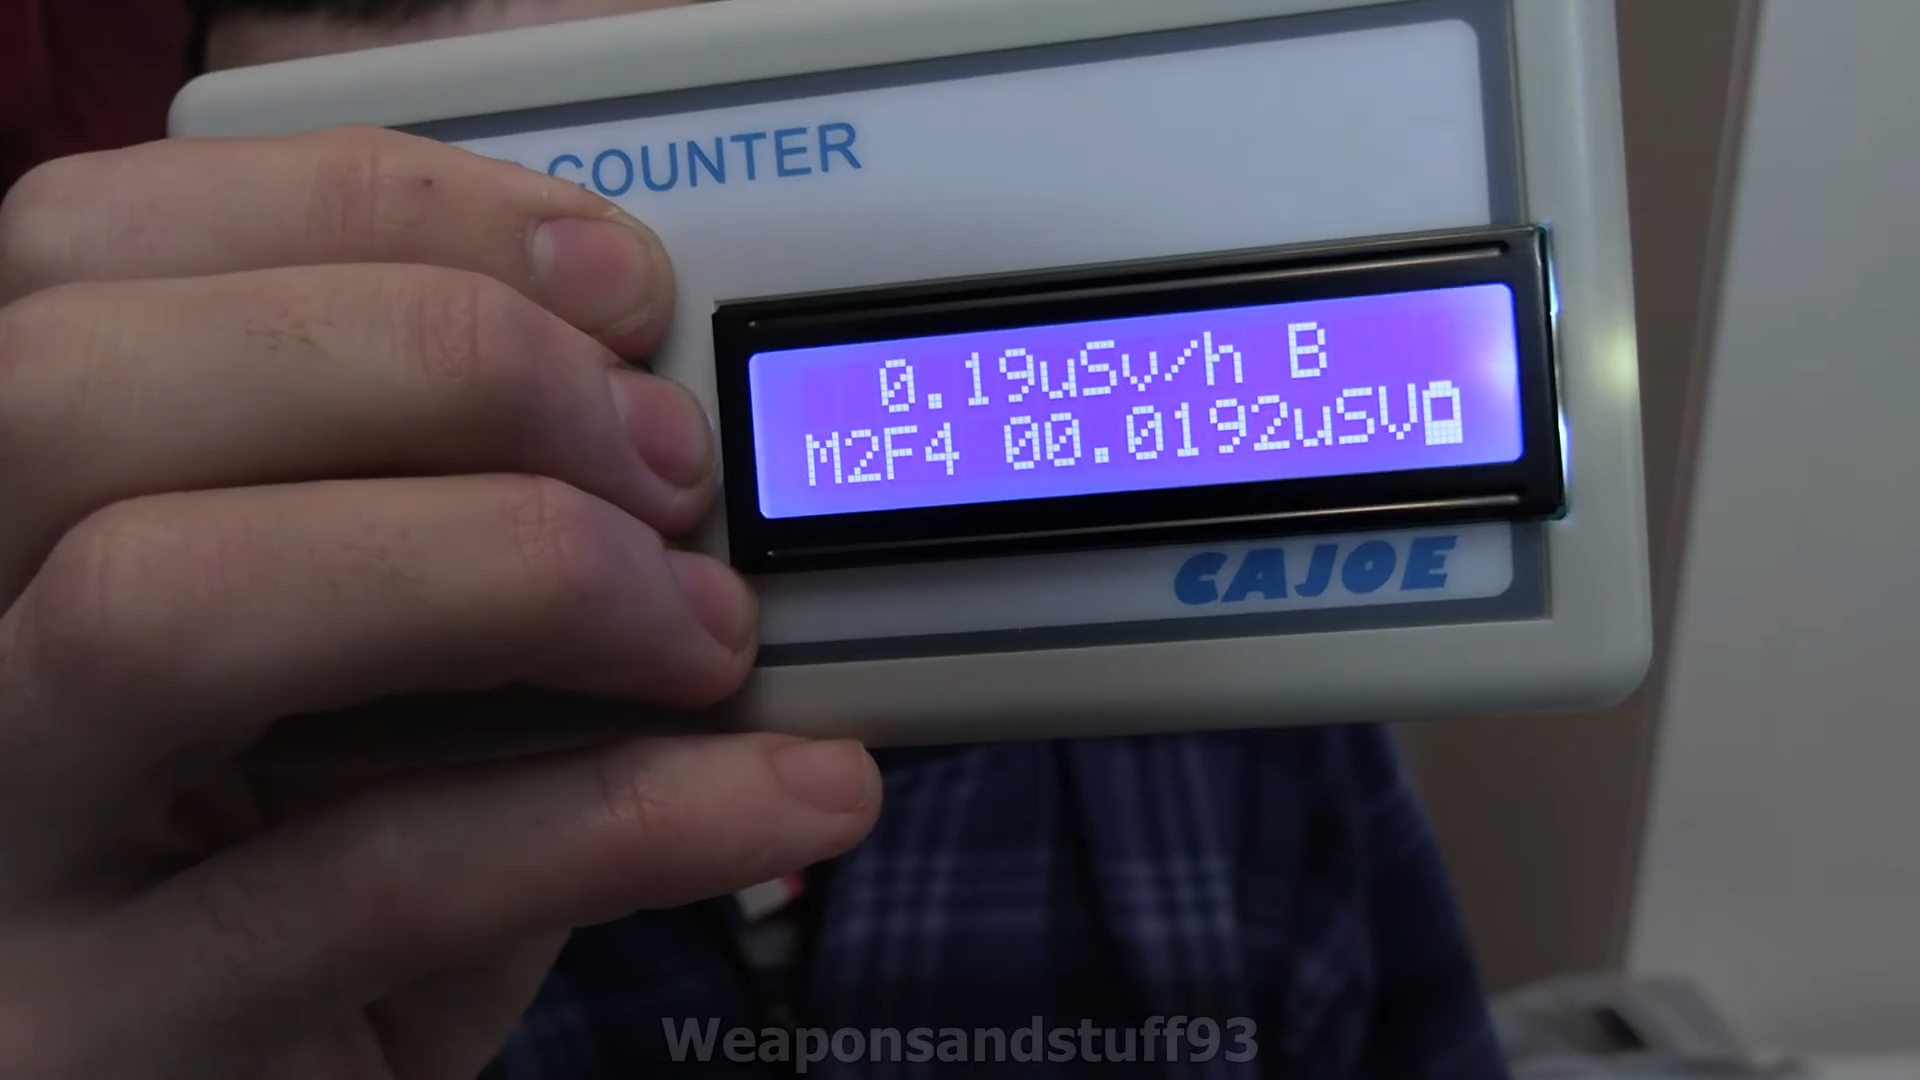 COUNTER
0.19uSv/h B
M2F4 00.0192uSV
CAJOE
Weaponsandstuff93